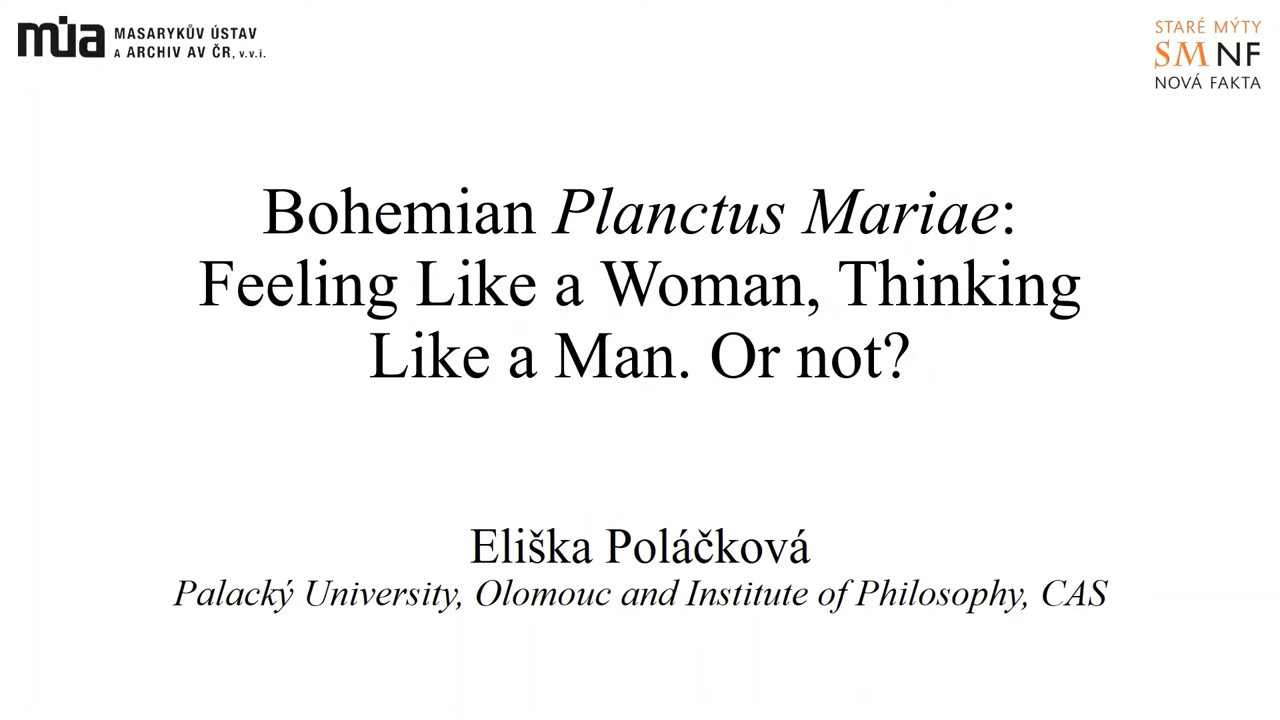 múa MASARYKŮV ÚSTAV
A ARCHIV AV ČR, v.v.i.
STARÉ MÝTY
SM NF
NOVÁ FAKTA
Bohemian Planctus Mariae:
Feeling Like a Woman, Thinking
Like a Man. Or not?
Eliška Poláčková
Palacký University, Olomouc and Institute of Philosophy, CAS